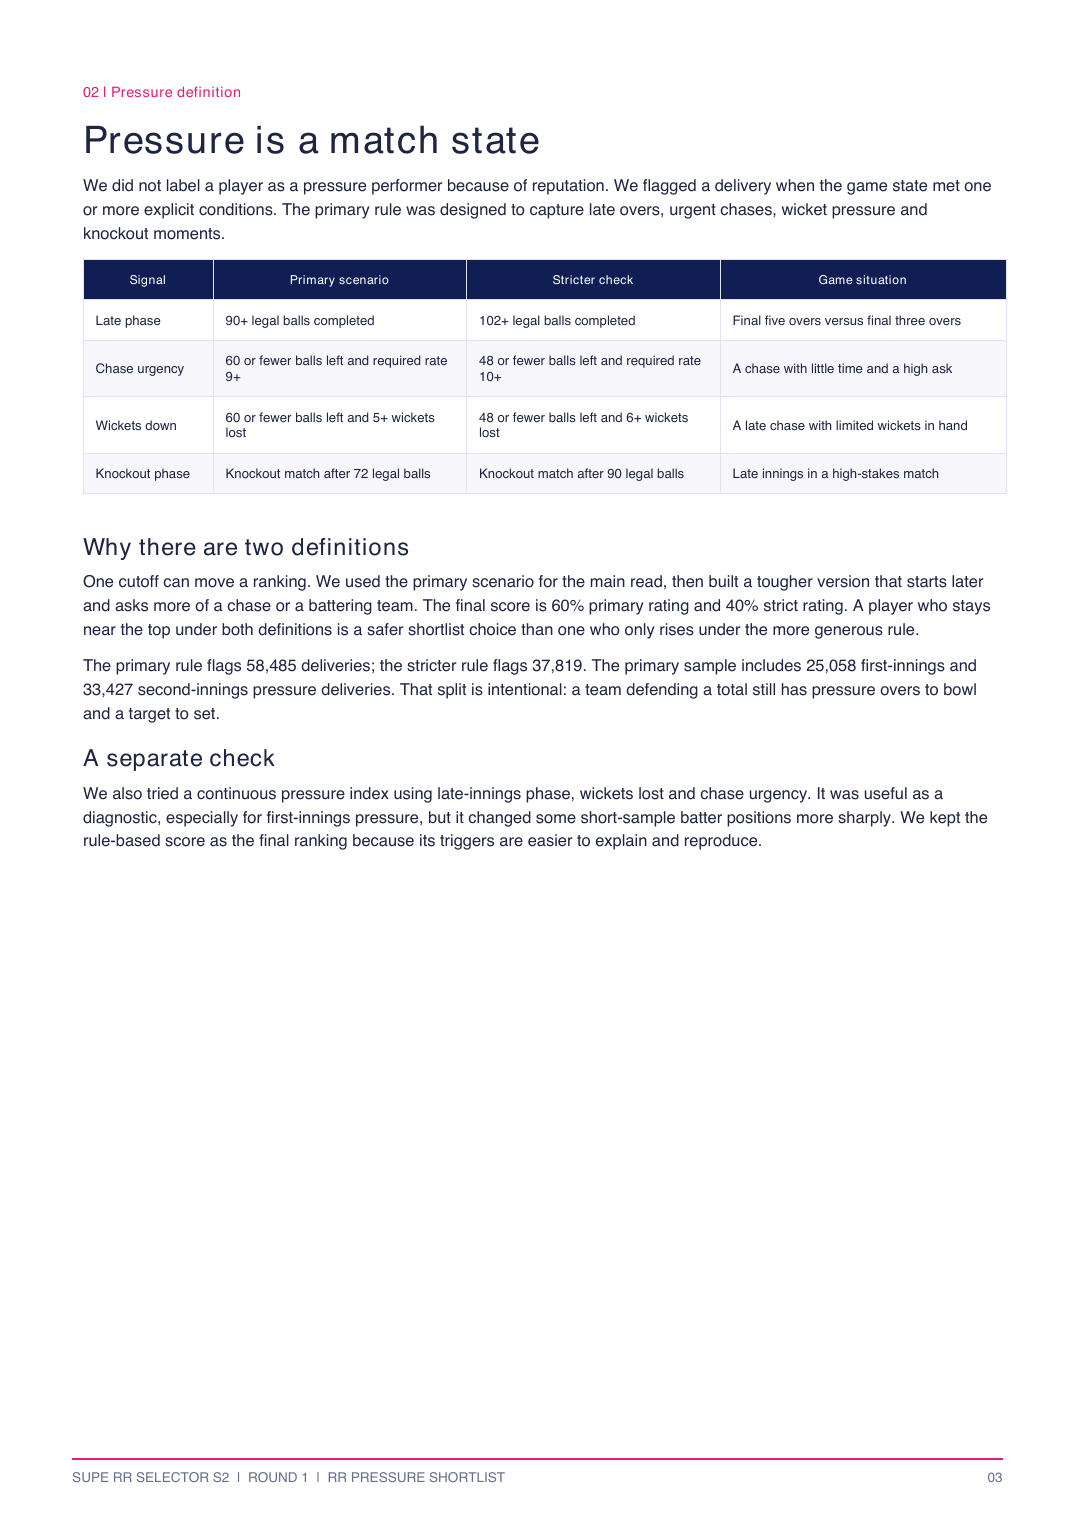 02 | Pressure definition
Pressure is a match state
We did not label a player as a pressure performer because of reputation. We flagged a delivery when the game state met one
or more explicit conditions. The primary rule was designed to capture late overs, urgent chases, wicket pressure and
knockout moments.
Signal Primary scenario Stricter check Game situation
Late phase 90+ legal balls completed 102+ legal balls completed Final five overs versus final three overs
Chase urgency 60 or fewer balls left and required rate 9+ 48 or fewer balls left and required rate 10+ A chase with little time and a high ask
Wickets down 60 or fewer balls left and 5+ wickets lost 48 or fewer balls left and 6+ wickets lost A late chase with limited wickets in hand
Knockout phase Knockout match after 72 legal balls Knockout match after 90 legal balls Late innings in a high-stakes match
Why there are two definitions
One cutoff can move a ranking. We used the primary scenario for the main read, then built a tougher version that starts later
and asks more of a chase or a battering team. The final score is 60% primary rating and 40% strict rating. A player who stays
near the top under both definitions is a safer shortlist choice than one who only rises under the more generous rule.
The primary rule flags 58,485 deliveries; the stricter rule flags 37,819. The primary sample includes 25,058 first-innings and
33,427 second-innings pressure deliveries. That split is intentional: a team defending a total still has pressure overs to bowl
and a target to set.
A separate check
We also tried a continuous pressure index using late-innings phase, wickets lost and chase urgency. It was useful as a
diagnostic, especially for first-innings pressure, but it changed some short-sample batter positions more sharply. We kept the
rule-based score as the final ranking because its triggers are easier to explain and reproduce.
SUPE RR SELECTOR S2 | ROUND 1 | RR PRESSURE SHORTLIST 03